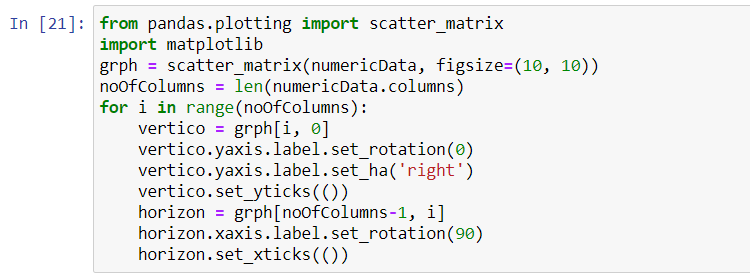 In [21]: from pandas.plotting import scatter_matrix
import matplotlib
grph = scatter_matrix(numericData, figsize=(10, 10))
noOfColumns = len(numericData.columns)
for i in range(noOfColumns):
    vertico = grph[i, 0]
    vertico.yaxis.label.set_rotation(0)
    vertico.yaxis.label.set_ha('right')
    vertico.set_yticks(())
    horizon = grph[noOfColumns-1, i]
    horizon.xaxis.label.set_rotation(90)
    horizon.set_xticks(())